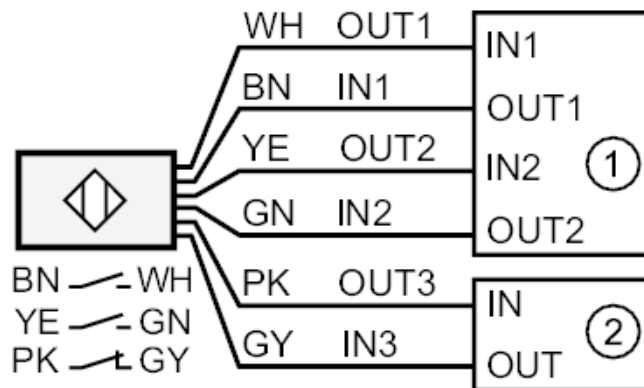 WH OUT1 IN1
BN IN1 OUT1
YE OUT2 IN2 1
GN IN2 OUT2
BN WH PK OUT3 IN
YE GN 2
PK GY GY IN3 OUT